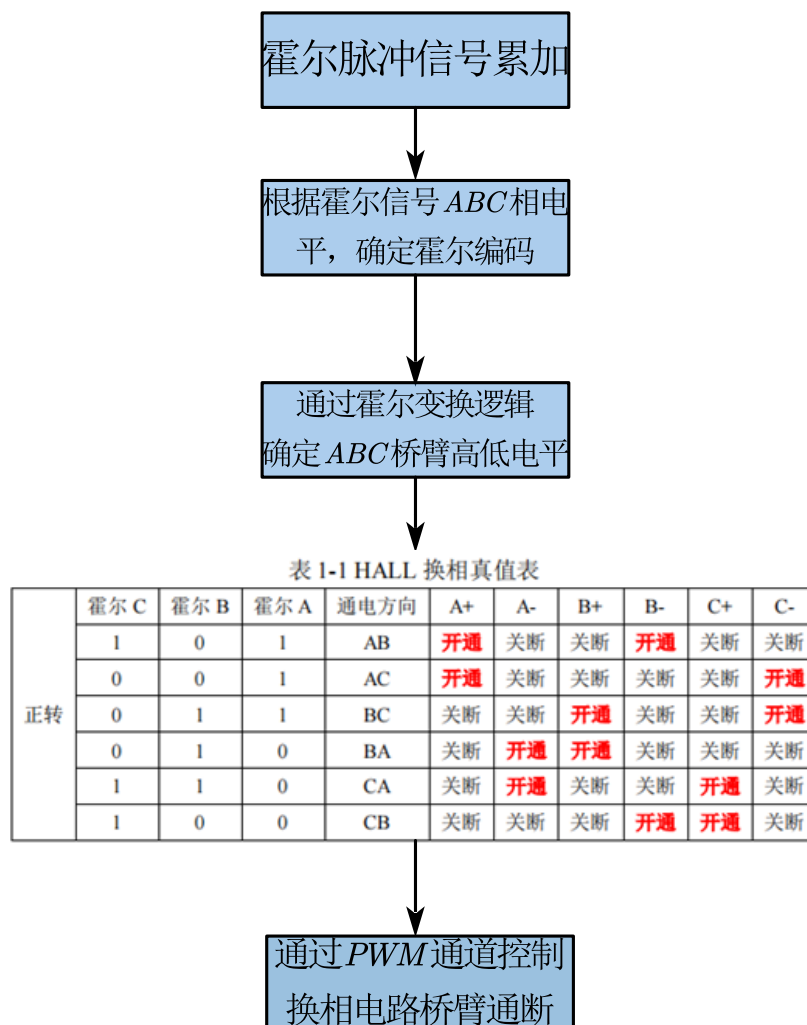 霍尔脉冲信号累加
根据霍尔信号ABC相电
平，确定霍尔编码
通过霍尔变换逻辑
确定ABC桥臂高低电平
表 1-1 HALL 换相真值表
霍尔 C 霍尔 B 霍尔 A 通电方向 A+ A- B+ B- C+ C-
1 0 1 AB 开通 关断 关断 开通 关断 关断
0 0 1 AC 开通 关断 关断 关断 关断 开通
正转 0 1 1 BC 关断 关断 开通 关断 关断 开通
0 1 0 BA 关断 开通 开通 关断 关断 关断
1 1 0 CA 关断 开通 关断 关断 开通 关断
1 0 0 CB 关断 关断 关断 开通 开通 关断
通过PWM通道控制
换相电路桥臂通断